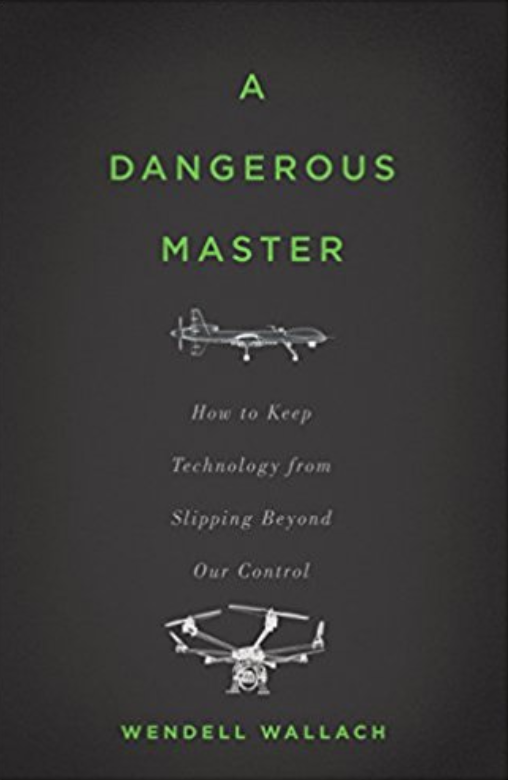 A
DANGEROUS
MASTER
How to Keep
Technology from
Slipping Beyond
Our Control
WENDELL WALLACH